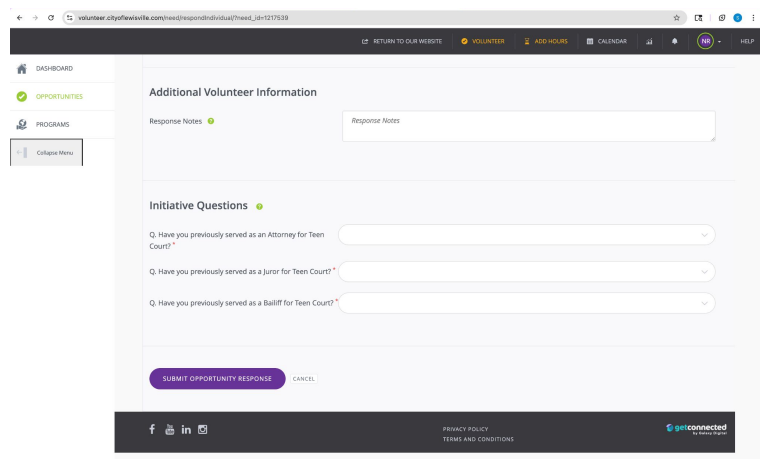 volunteer.cityoflewisville.com/need/respondIndividual/?need_id=1217539
RETURN TO OUR WEBSITE
VOLUNTEER
ADD HOURS
CALENDAR
NR
HELP
DASHBOARD
OPPORTUNITIES
PROGRAMS
Collapse Menu
Additional Volunteer Information
Response Notes ?
Response Notes
Initiative Questions ?
Q. Have you previously served as an Attorney for Teen
Court? *
Q. Have you previously served as a Juror for Teen Court? *
Q. Have you previously served as a Bailiff for Teen Court? *
SUBMIT OPPORTUNITY RESPONSE
CANCEL
PRIVACY POLICY
TERMS AND CONDITIONS
getconnected
by Galaxy Digital